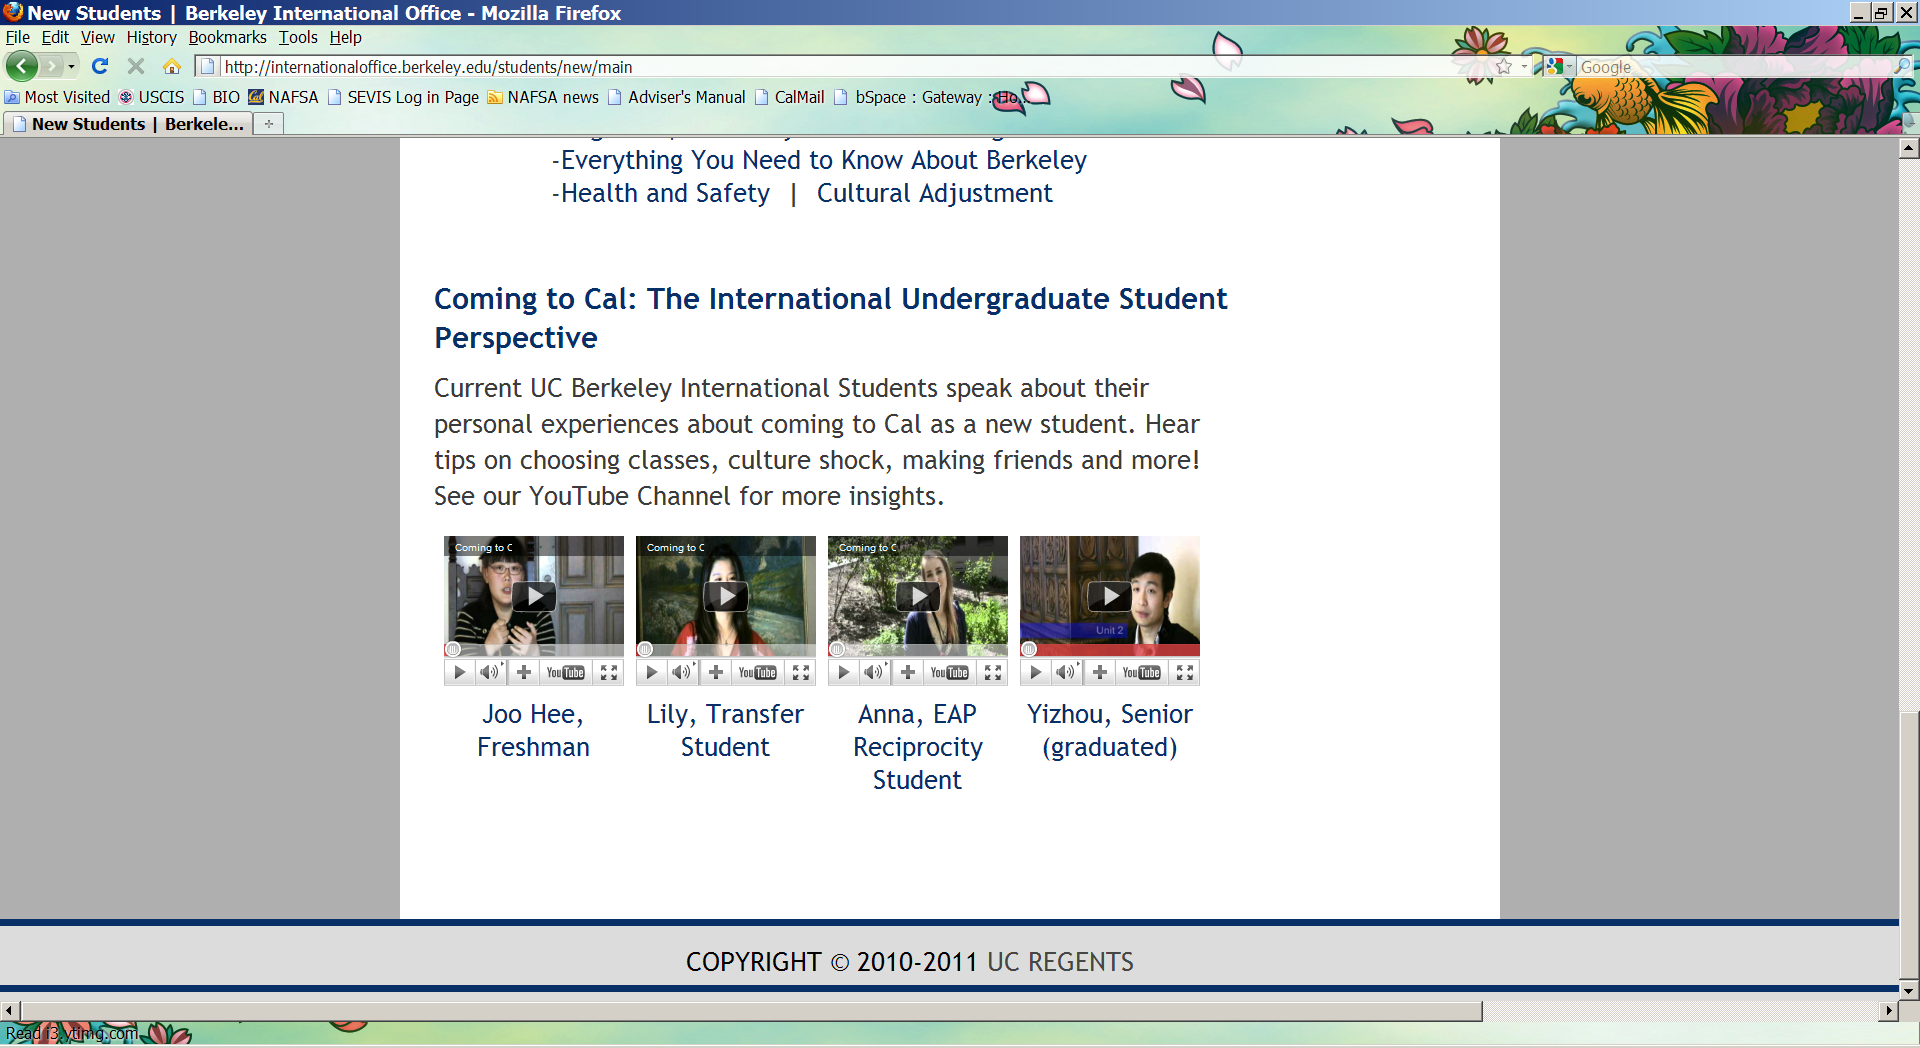 New Students | Berkeley International Office - Mozilla Firefox
File Edit View History Bookmarks Tools Help
http://internationaloffice.berkeley.edu/students/new/main
Google
Most Visited USCIS BIO Cal NAFSA SEVIS Log in Page NAFSA news Adviser's Manual CalMail bSpace : Gateway : Ho...
New Students | Berkele...
-Everything You Need to Know About Berkeley
-Health and Safety | Cultural Adjustment
Coming to Cal: The International Undergraduate Student
Perspective
Current UC Berkeley International Students speak about their
personal experiences about coming to Cal as a new student. Hear
tips on choosing classes, culture shock, making friends and more!
See our YouTube Channel for more insights.
Coming to C Coming to C Coming to C
Unit 2
YouTube YouTube YouTube YouTube
Joo Hee,
Freshman
Lily, Transfer
Student
Anna, EAP
Reciprocity
Student
Yizhou, Senior
(graduated)
COPYRIGHT © 2010-2011 UC REGENTS
Read i3.ytimg.com